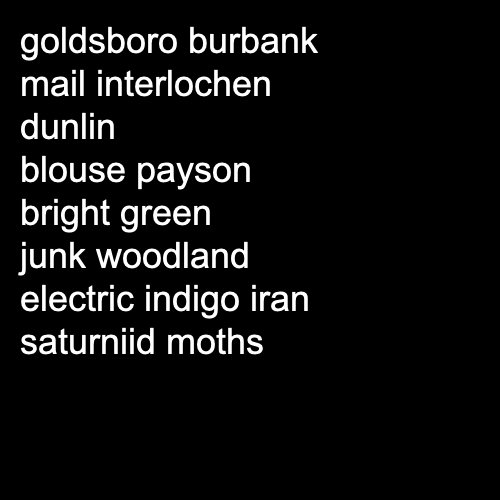 goldsboro burbank
mail interlochen
dunlin
blouse payson
bright green
junk woodland
electric indigo iran
saturniid moths